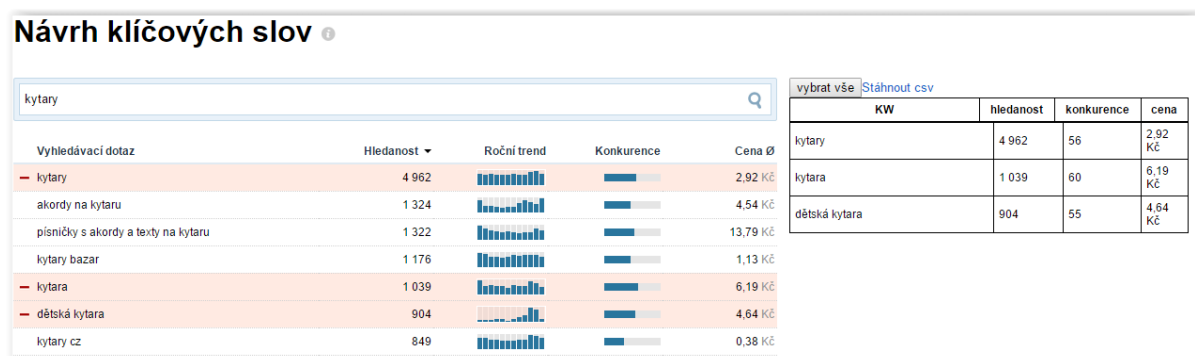 Návrh klíčových slov
kytary
Vyhledávací dotaz Hledanost Roční trend Konkurence Cena Ø
kytary 4 962 2,92 Kč
akordy na kytaru 1 324 4,54 Kč
písničky s akordy a texty na kytaru 1 322 13,79 Kč
kytary bazar 1 176 1,13 Kč
kytara 1 039 6,19 Kč
dětská kytara 904 4,64 Kč
kytary cz 849 0,38 Kč
vybrat vše Stáhnout csv
KW hledanost konkurence cena
kytary 4 962 56 2,92 Kč
kytara 1 039 60 6,19 Kč
dětská kytara 904 55 4,64 Kč